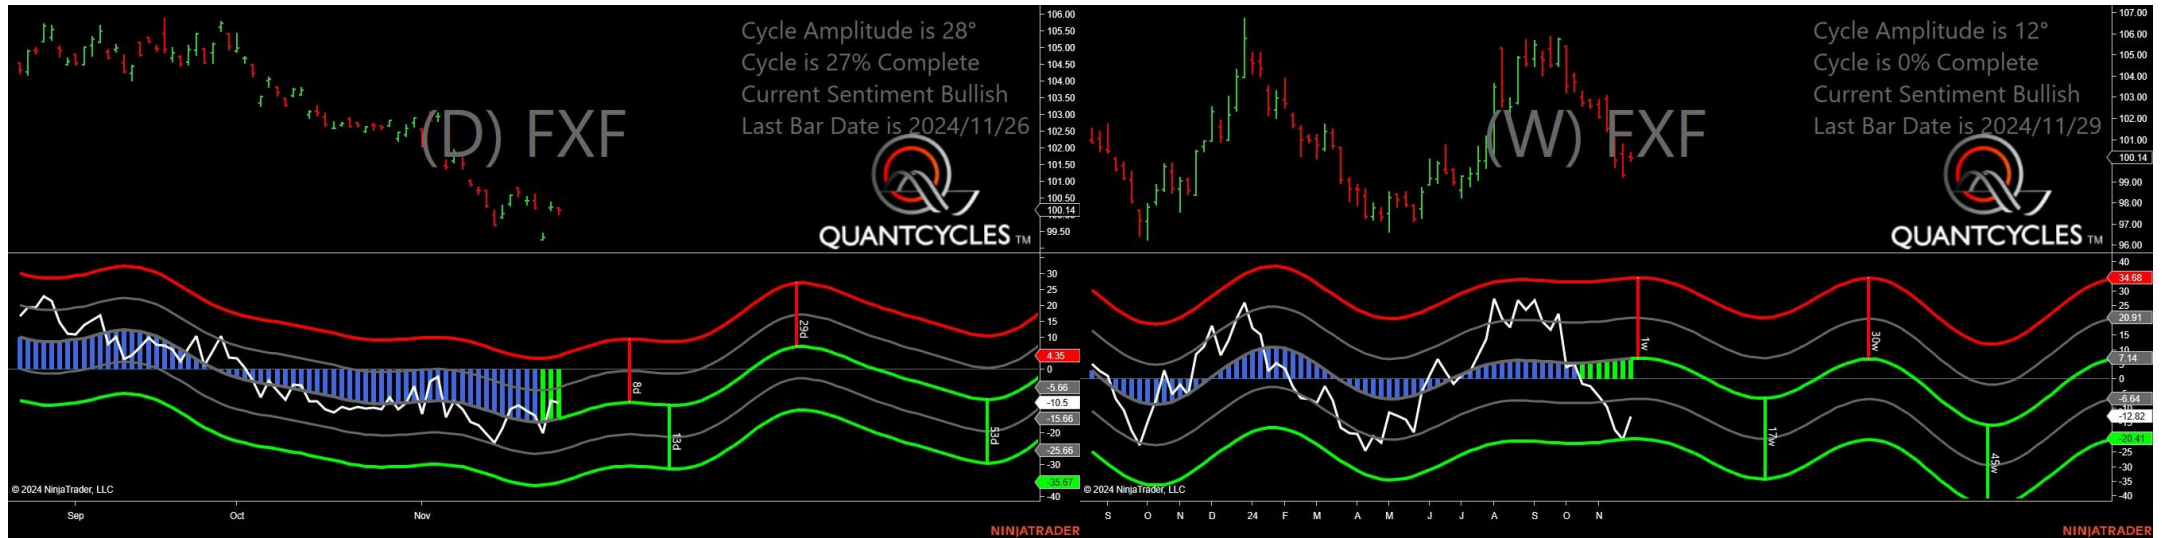 Cycle Amplitude is 28°
Cycle is 27% Complete
Current Sentiment Bullish
Last Bar Date is 2024/11/26
(D) FXF
QUANTCYCLES TM
106.00
105.50
105.00
104.50
104.00
103.50
103.00
102.50
102.00
101.50
101.00
100.50
100.14
99.50
30
25
20
15
10
4.35
0
-5.66
-10.5
-15.66
-20
-25.66
-30
-35.67
-40
8d
13d
29d
53d
© 2024 NinjaTrader, LLC
Sep Oct Nov
NINJATRADER
Cycle Amplitude is 12°
Cycle is 0% Complete
Current Sentiment Bullish
Last Bar Date is 2024/11/29
(W) FXF
QUANTCYCLES TM
107.00
106.00
105.00
104.00
103.00
102.00
101.00
100.14
99.00
98.00
97.00
96.00
40
34.68
30
25
20.91
15
10
7.14
0
-6.64
-12.82
-20.41
-25
-30
-35
-40
1w
17w
30w
45w
© 2024 NinjaTrader, LLC
S O N D 24 F M A M J J A S O N
NINJATRADER